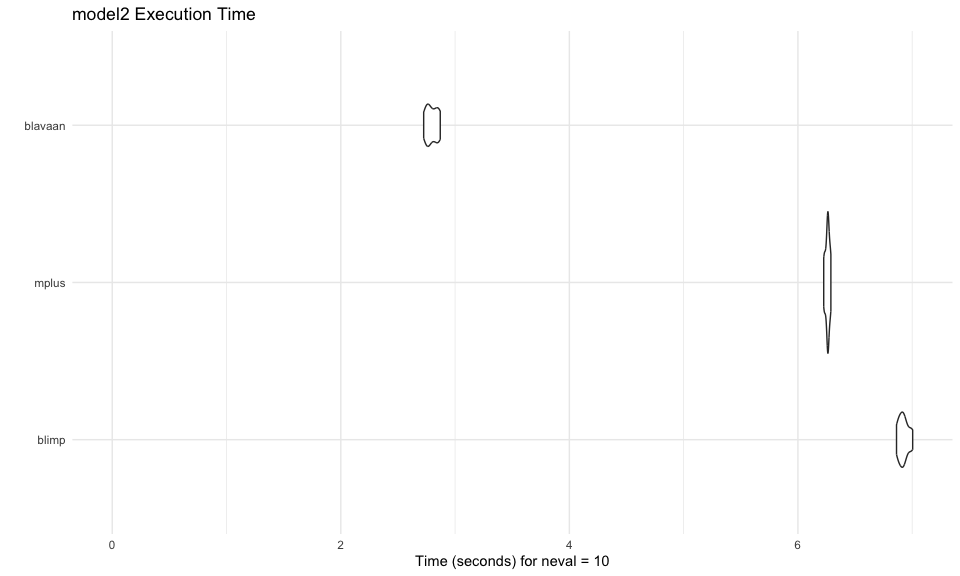 model2 Execution Time
blavaan
mplus
blimp
0 2 4 6
Time (seconds) for neval = 10